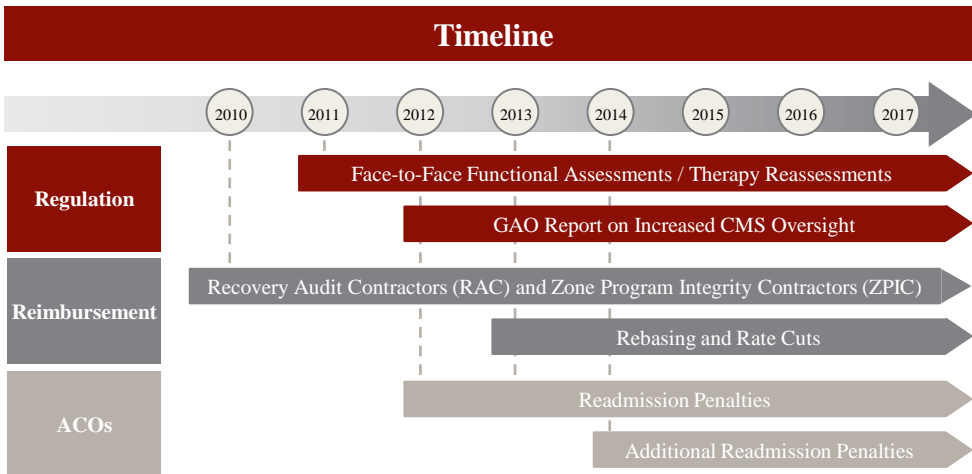 Timeline
2010 2011 2012 2013 2014 2015 2016 2017
Regulation
Face-to-Face Functional Assessments / Therapy Reassessments
GAO Report on Increased CMS Oversight
Reimbursement
Recovery Audit Contractors (RAC) and Zone Program Integrity Contractors (ZPIC)
Rebasing and Rate Cuts
ACOs
Readmission Penalties
Additional Readmission Penalties